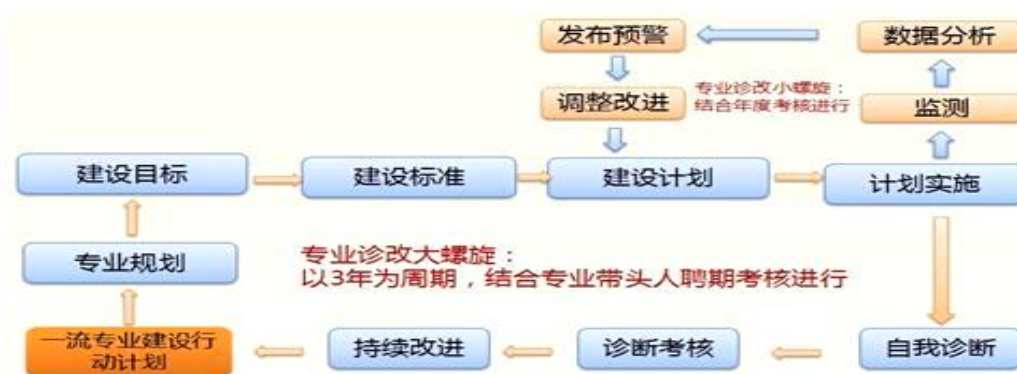 发布预警
数据分析
调整改进
专业诊改小螺旋：
结合年度考核进行
监测
建设目标
建设标准
建设计划
计划实施
专业规划
专业诊改大螺旋：
以3年为周期，结合专业带头人聘期考核进行
一流专业建设行
动计划
持续改进
诊断考核
自我诊断